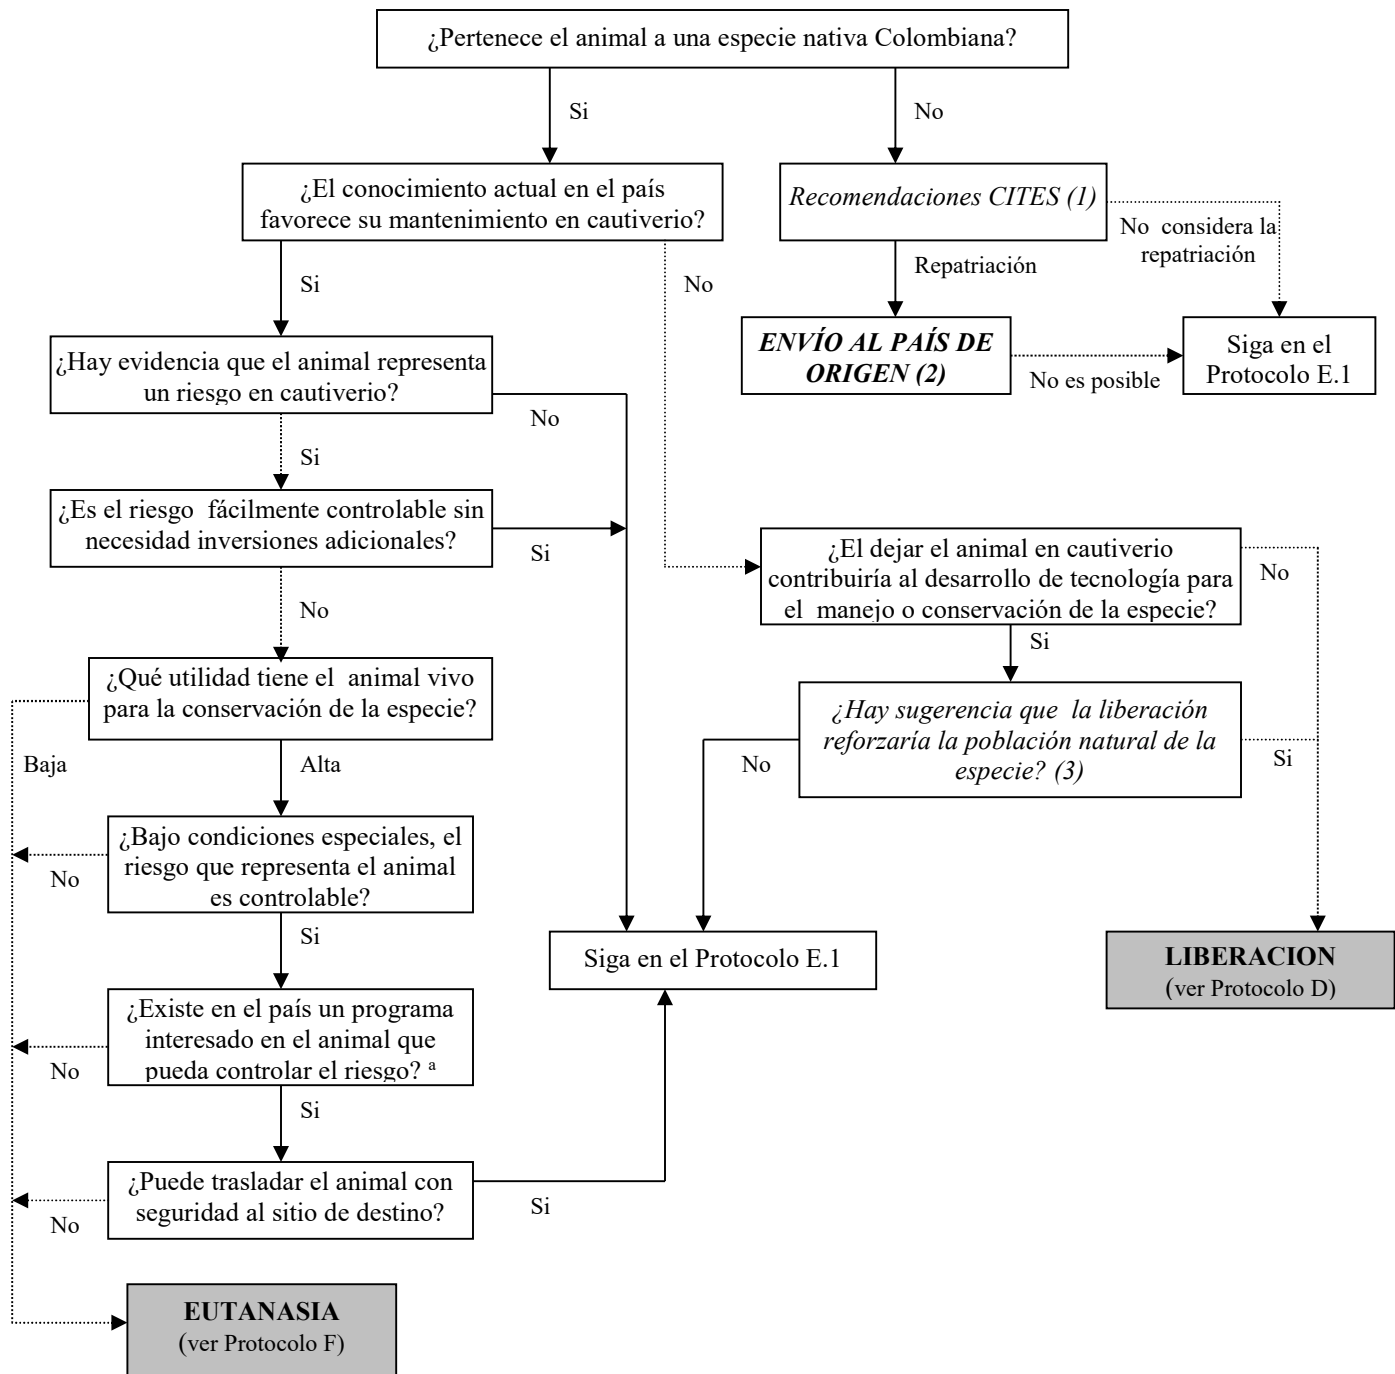 ¿Pertenece el animal a una especie nativa Colombiana?
Si
No
¿El conocimiento actual en el país
favorece su mantenimiento en cautiverio?
Recomendaciones CITES (1)
No considera la
repatriación
Si
No
Repatriación
¿Hay evidencia que el animal representa
un riesgo en cautiverio?
ENVÍO AL PAÍS DE
ORIGEN (2)
No es posible
Siga en el
Protocolo E.1
No
Si
¿Es el riesgo fácilmente controlable sin
necesidad inversiones adicionales?
Si
¿El dejar el animal en cautiverio
contribuiría al desarrollo de tecnología para
el manejo o conservación de la especie?
No
No
Si
¿Qué utilidad tiene el animal vivo
para la conservación de la especie?
¿Hay sugerencia que la liberación
reforzaría la población natural de la
especie? (3)
No
Si
Baja
Alta
¿Bajo condiciones especiales, el
riesgo que representa el animal
es controlable?
No
Si
Siga en el Protocolo E.1
LIBERACION
(ver Protocolo D)
¿Existe en el país un programa
interesado en el animal que
pueda controlar el riesgo? a
No
Si
¿Puede trasladar el animal con
seguridad al sitio de destino?
No
Si
EUTANASIA
(ver Protocolo F)